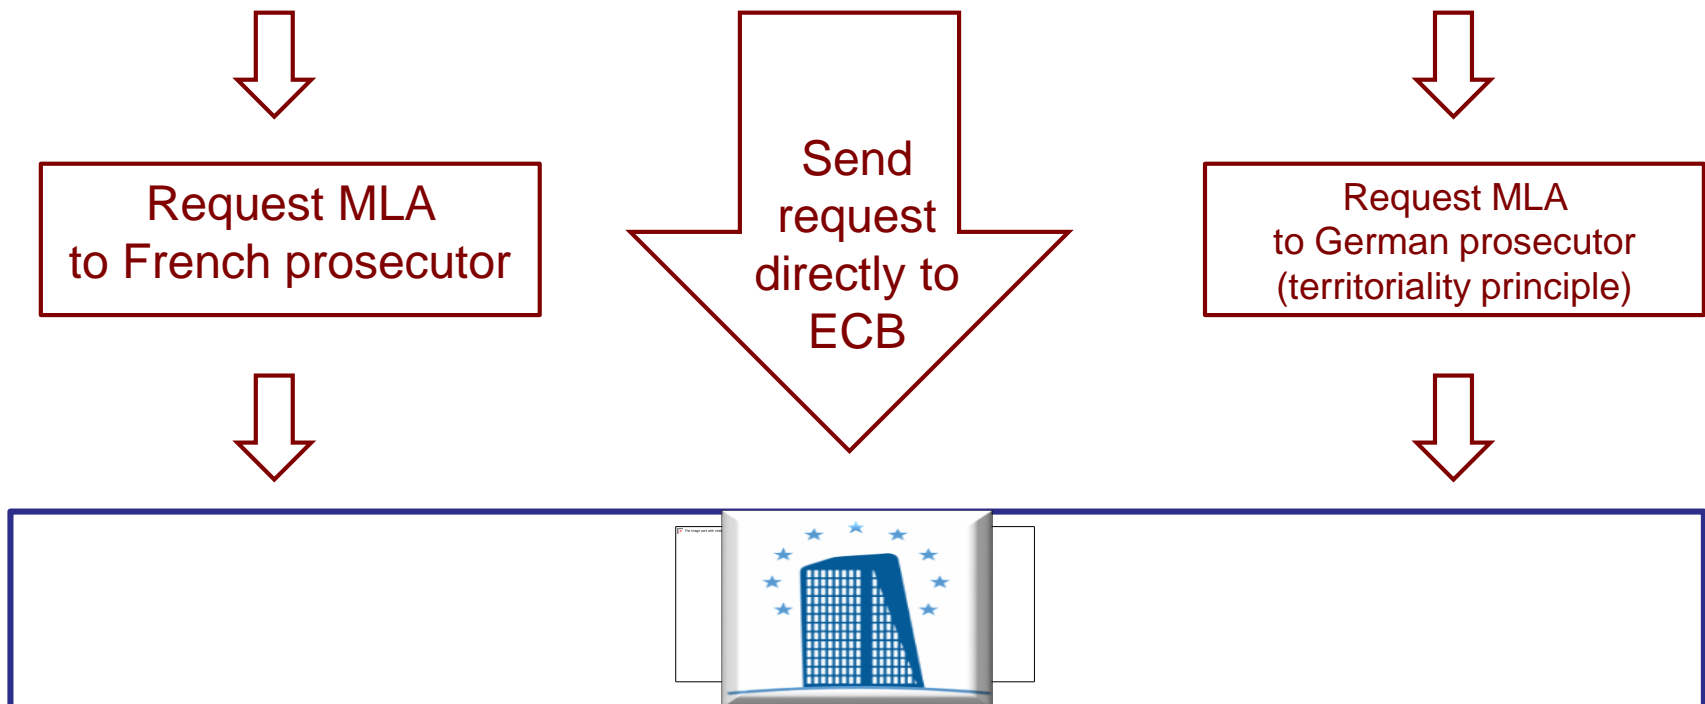 Request MLA
to French prosecutor
Send
request
directly to
ECB
Request MLA
to German prosecutor
(territoriality principle)